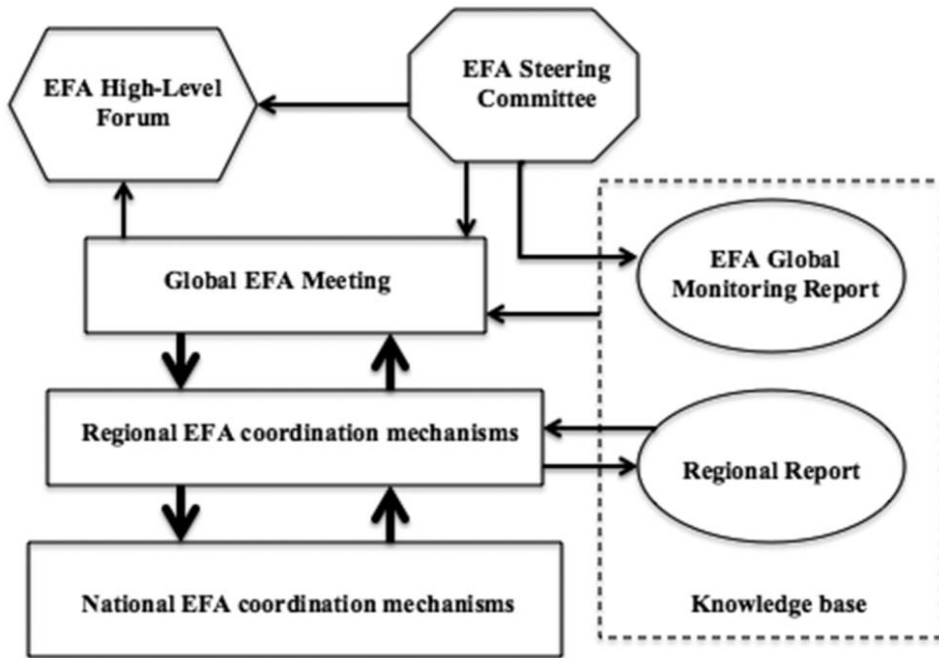 EFA High-Level
Forum
EFA Steering
Committee
Global EFA Meeting
EFA Global
Monitoring Report
Regional EFA coordination mechanisms
Regional Report
National EFA coordination mechanisms
Knowledge base